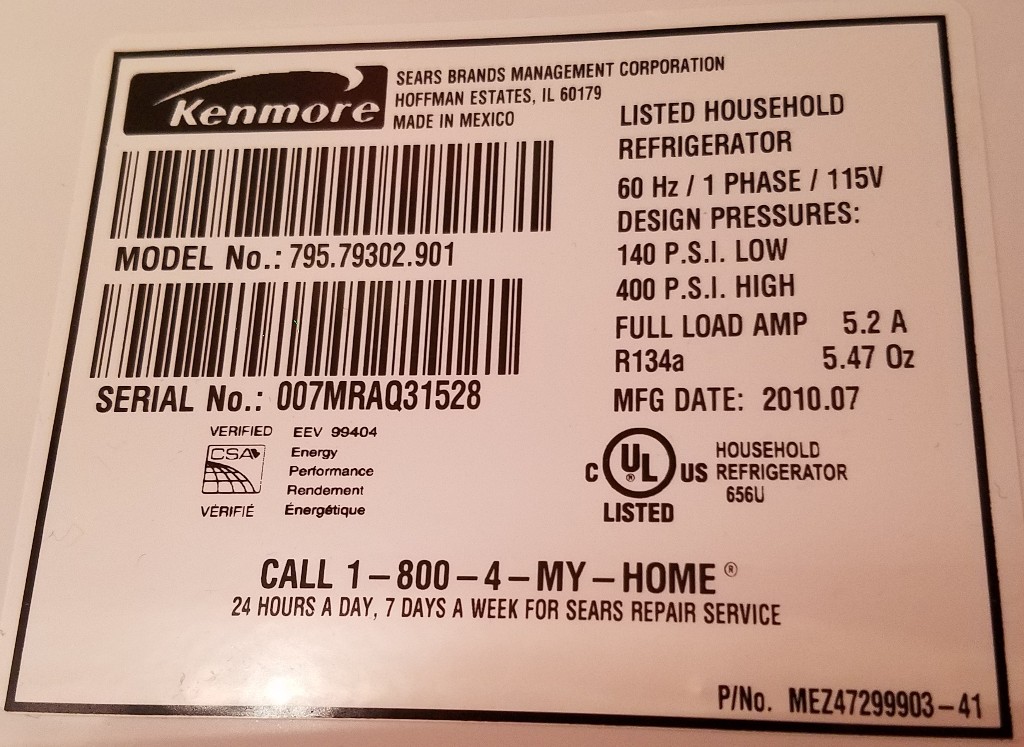 Kenmore
SEARS BRANDS MANAGEMENT CORPORATION
HOFFMAN ESTATES, IL 60179
MADE IN MEXICO
MODEL No.: 795.79302.901
SERIAL No.: 007MRAQ31528
VERIFIED EEV 99404
CSA Energy
Performance
Rendement
VÉRIFIÉ Énergétique
LISTED HOUSEHOLD
REFRIGERATOR
60 Hz / 1 PHASE / 115V
DESIGN PRESSURES:
140 P.S.I. LOW
400 P.S.I. HIGH
FULL LOAD AMP 5.2 A
R134a 5.47 Oz
MFG DATE: 2010.07
C UL® US
LISTED
HOUSEHOLD
REFRIGERATOR
656U
CALL 1-800-4-MY-HOME®
24 HOURS A DAY, 7 DAYS A WEEK FOR SEARS REPAIR SERVICE
P/No. MEZ47299903-41